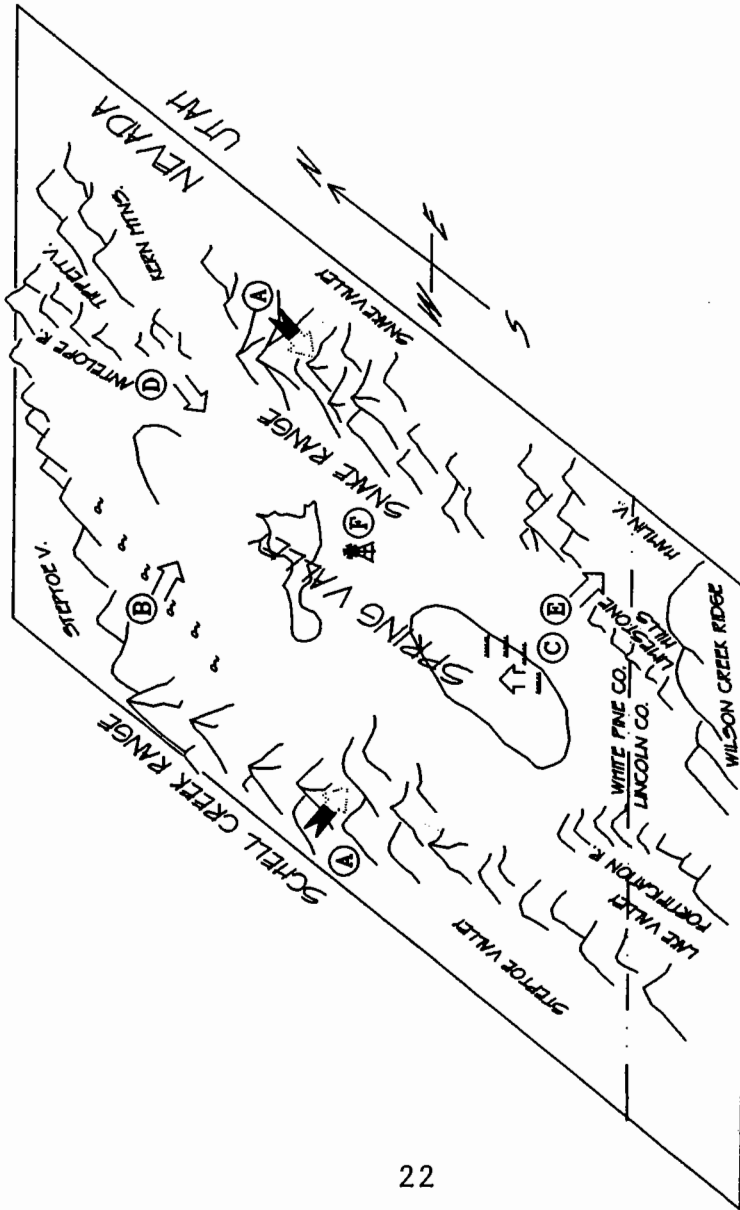 UTAH
NEVADA
KERN MTNS.
TIPPETT V.
ANTELOPE R.
D
STEPTOE V.
A
SNAKE VALLEY
SNAKE RANGE
N
W E
S
B
SCHELL CREEK RANGE
SPRING VALLEY
F
A
C
E
STEPTOE VALLEY
LIMESTONE
HILLS
HAMLIN V.
WHITE PINE CO.
LINCOLN CO.
FORTIFICATION R.
LAKE VALLEY
WILSON CREEK RIDGE
22